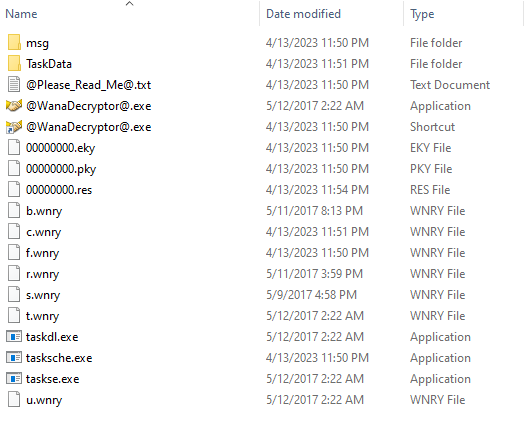 Name Date modified Type
msg 4/13/2023 11:50 PM File folder
TaskData 4/13/2023 11:51 PM File folder
@Please_Read_Me@.txt 4/13/2023 11:50 PM Text Document
@WanaDecryptor@.exe 5/12/2017 2:22 AM Application
@WanaDecryptor@.exe 4/13/2023 11:50 PM Shortcut
00000000.eky 4/13/2023 11:50 PM EKY File
00000000.pky 4/13/2023 11:50 PM PKY File
00000000.res 4/13/2023 11:54 PM RES File
b.wnry 5/11/2017 8:13 PM WNRY File
c.wnry 4/13/2023 11:51 PM WNRY File
f.wnry 4/13/2023 11:50 PM WNRY File
r.wnry 5/11/2017 3:59 PM WNRY File
s.wnry 5/9/2017 4:58 PM WNRY File
t.wnry 5/12/2017 2:22 AM WNRY File
taskdl.exe 5/12/2017 2:22 AM Application
tasksche.exe 4/13/2023 11:50 PM Application
taskse.exe 5/12/2017 2:22 AM Application
u.wnry 5/12/2017 2:22 AM WNRY File